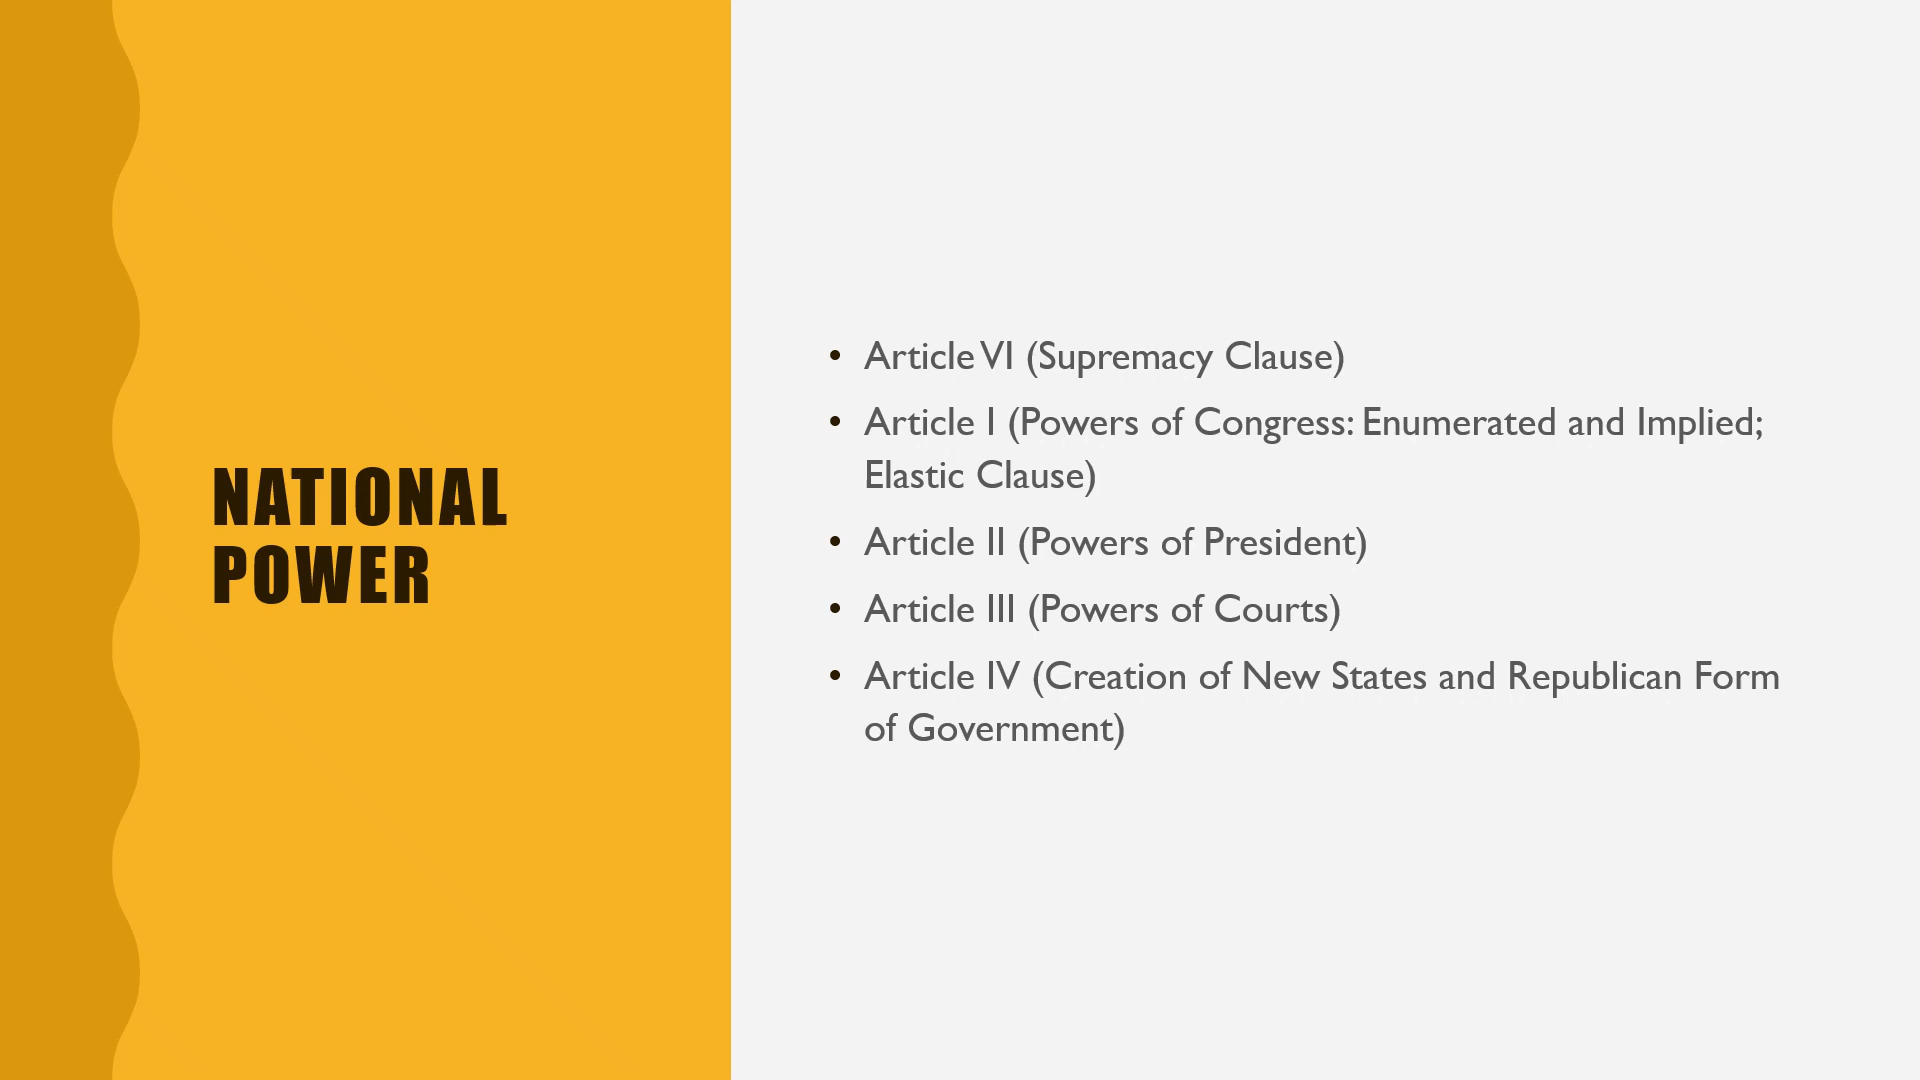 NATIONAL
POWER
• Article VI (Supremacy Clause)
• Article I (Powers of Congress: Enumerated and Implied;
Elastic Clause)
• Article II (Powers of President)
• Article III (Powers of Courts)
• Article IV (Creation of New States and Republican Form
of Government)